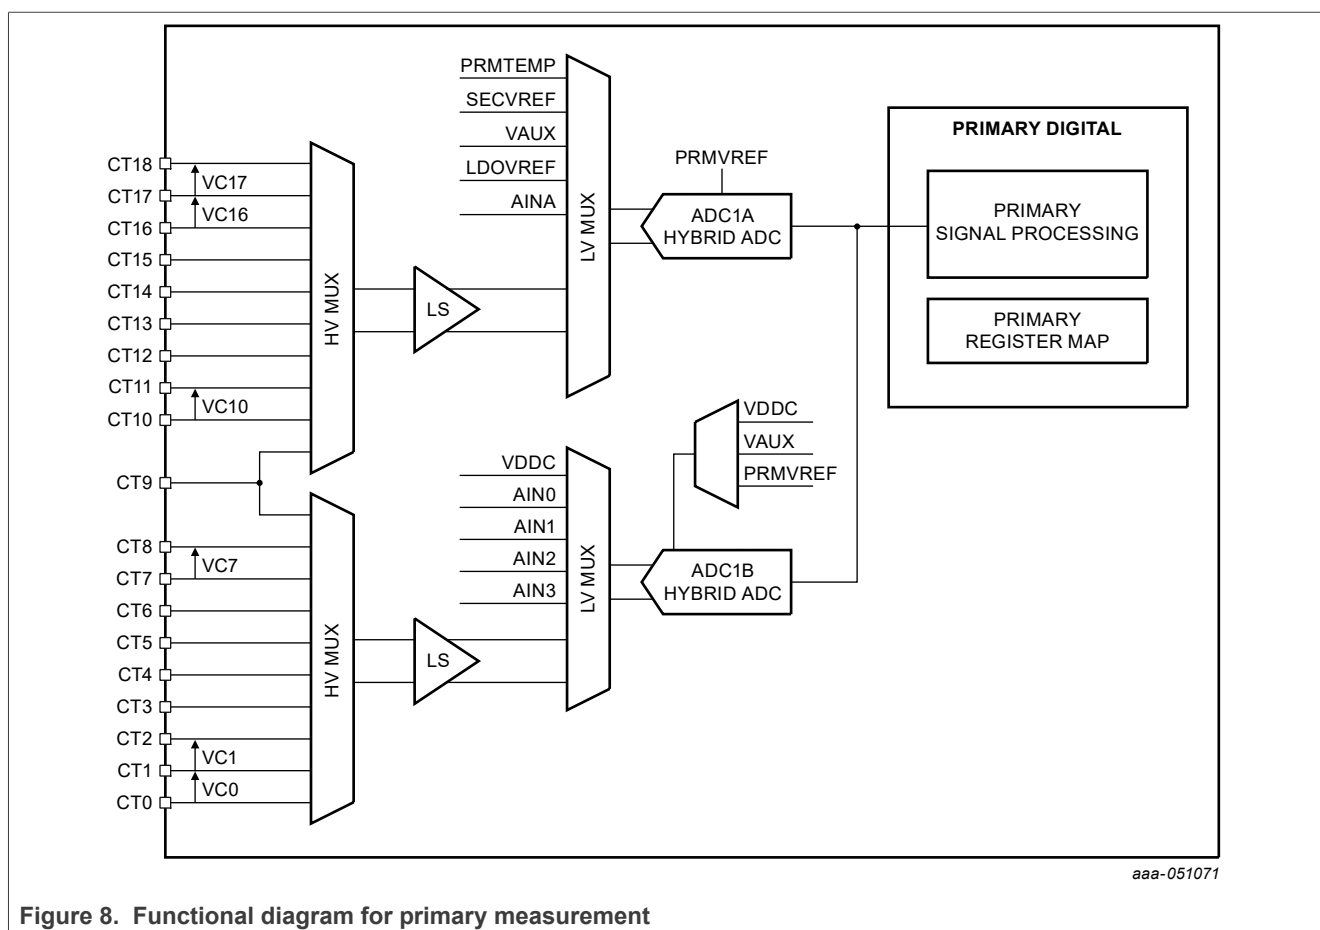 PRMTEMP
SECVREF
VAUX
LDOVREF
AINA
LV MUX
PRMVREF
ADC1A
HYBRID ADC
PRIMARY DIGITAL
PRIMARY
SIGNAL PROCESSING
PRIMARY
REGISTER MAP
CT18
VC17
CT17
VC16
CT16
CT15
CT14
CT13
CT12
CT11
VC10
CT10
HV MUX
LS
CT9
CT8
VC7
CT7
CT6
CT5
CT4
CT3
CT2
VC1
CT1
VC0
CT0
HV MUX
LS
VDDC
AIN0
AIN1
AIN2
AIN3
LV MUX
VDDC
VAUX
PRMVREF
ADC1B
HYBRID ADC
aaa-051071
Figure 8. Functional diagram for primary measurement